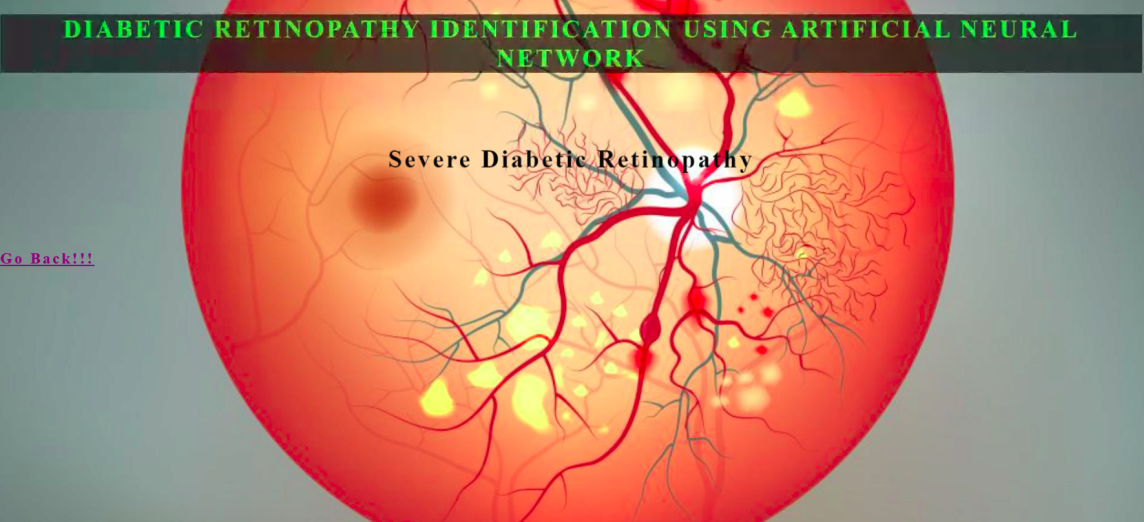 DIABETIC RETINOPATHY IDENTIFICATION USING ARTIFICIAL NEURAL
NETWORK
Severe Diabetic Retinopathy
Go Back!!!